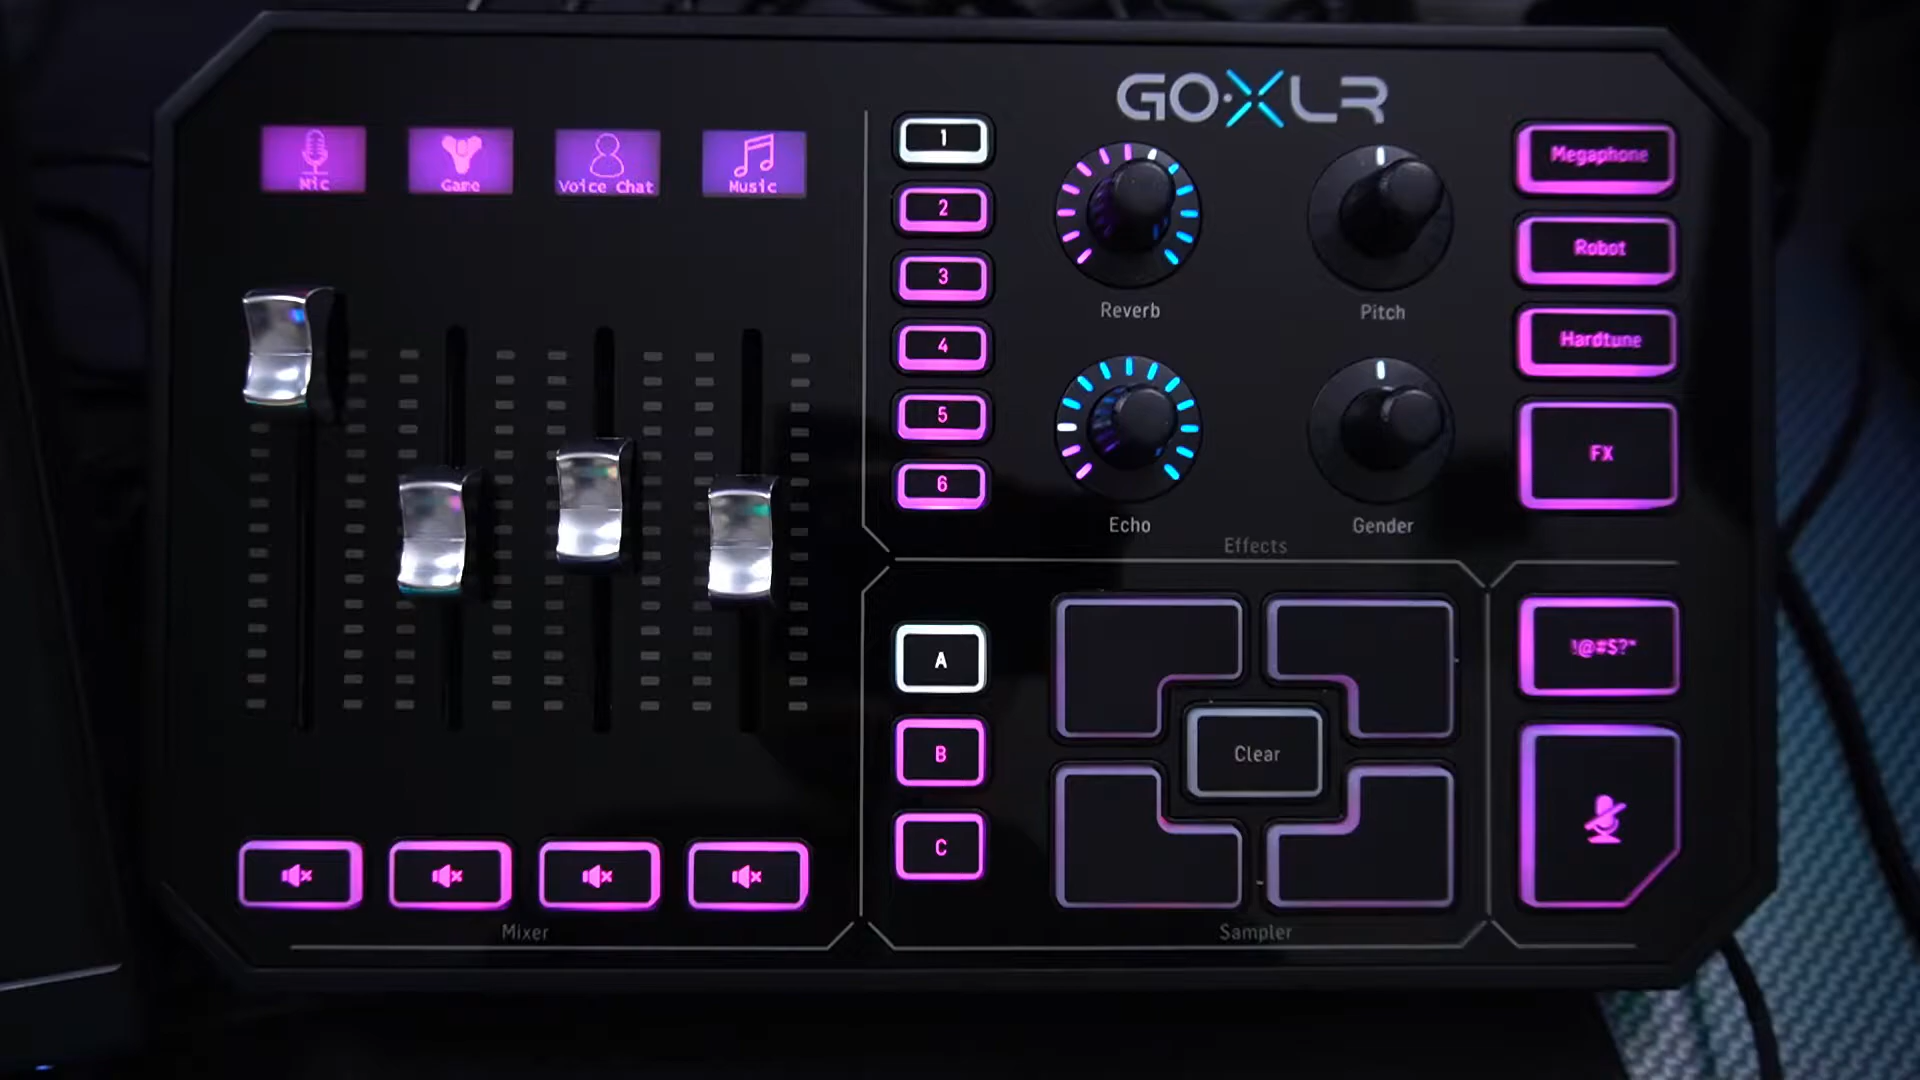 GO·XLR
Mic
Game
Voice Chat
Music
1
2
3
4
5
6
Reverb
Pitch
Echo
Gender
Effects
Megaphone
Robot
Hardtune
FX
A
B
C
Clear
!@#$?*
Mixer
Sampler